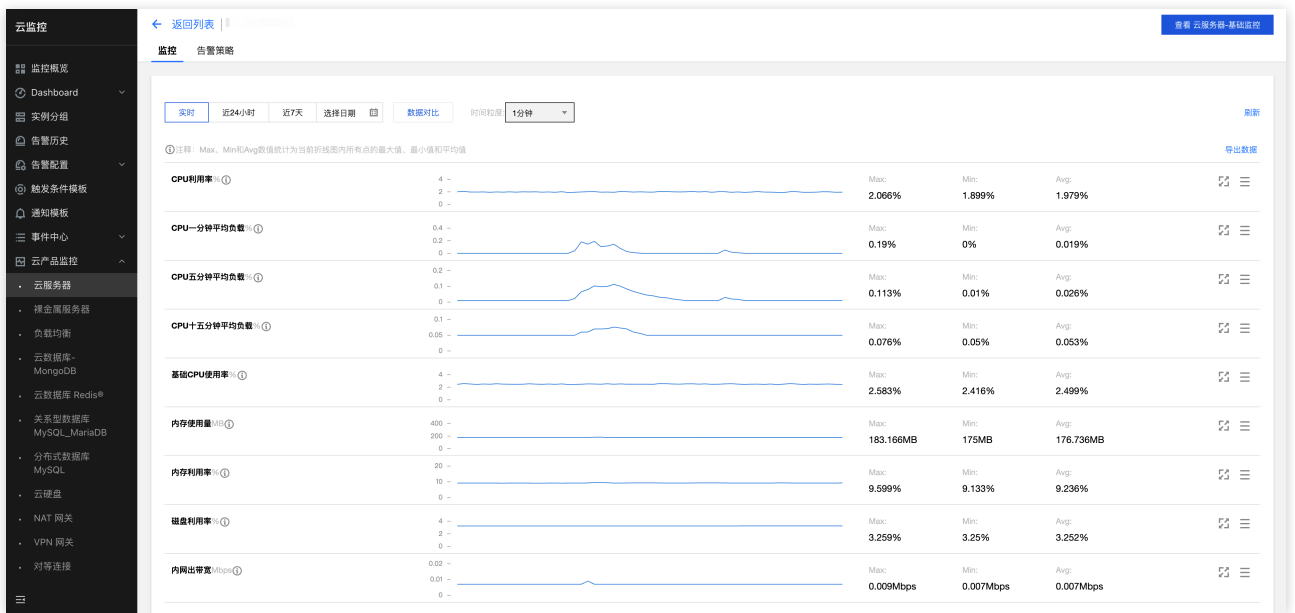 云监控
监控概览
Dashboard
实例分组
告警历史
告警配置
触发条件模板
通知模板
事件中心
云产品监控
云服务器
裸金属服务器
负载均衡
云数据库-
MongoDB
云数据库 Redis®
关系型数据库
MySQL_MariaDB
分布式数据库
MySQL
云硬盘
NAT 网关
VPN 网关
对等连接
返回列表
查看 云服务器-基础监控
监控 告警策略
实时 近24小时 近7天 选择日期 数据对比 时间粒度: 1分钟 刷新
注释: Max、Min和Avg数值统计为当前折线图内所有点的最大值、最小值和平均值 导出数据
CPU利用率%
4
2
0
Max: Min: Avg:
2.066% 1.899% 1.979%
CPU一分钟平均负载%
0.4
0.2
0
Max: Min: Avg:
0.19% 0% 0.019%
CPU五分钟平均负载%
0.2
0.1
0
Max: Min: Avg:
0.113% 0.01% 0.026%
CPU十五分钟平均负载%
0.1
0.05
0
Max: Min: Avg:
0.076% 0.05% 0.053%
基础CPU使用率%
4
2
0
Max: Min: Avg:
2.583% 2.416% 2.499%
内存使用量MB
400
200
0
Max: Min: Avg:
183.166MB 175MB 176.736MB
内存利用率%
20
10
0
Max: Min: Avg:
9.599% 9.133% 9.236%
磁盘利用率%
4
2
0
Max: Min: Avg:
3.259% 3.25% 3.252%
内网出带宽Mbps
0.02
0.01
0
Max: Min: Avg:
0.009Mbps 0.007Mbps 0.007Mbps